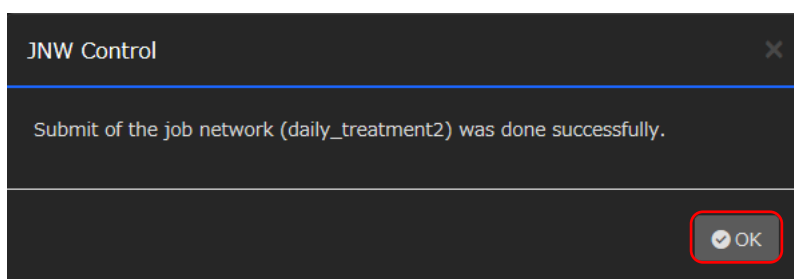 JNW Control
Submit of the job network (daily_treatment2) was done successfully.
OK